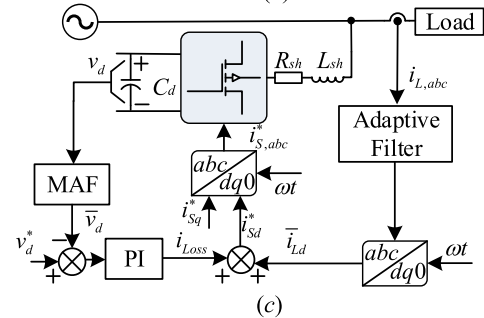 Load
v_d
+
−
C_d
R_sh
L_sh
i_L,abc
i*_S,abc
Adaptive
Filter
MAF
abc
dq0
ωt
v̄_d
i*_Sq
i*_Sd
v*_d
−
+
PI
i_Loss
+
+
ī_Ld
abc
dq0
ωt
(c)